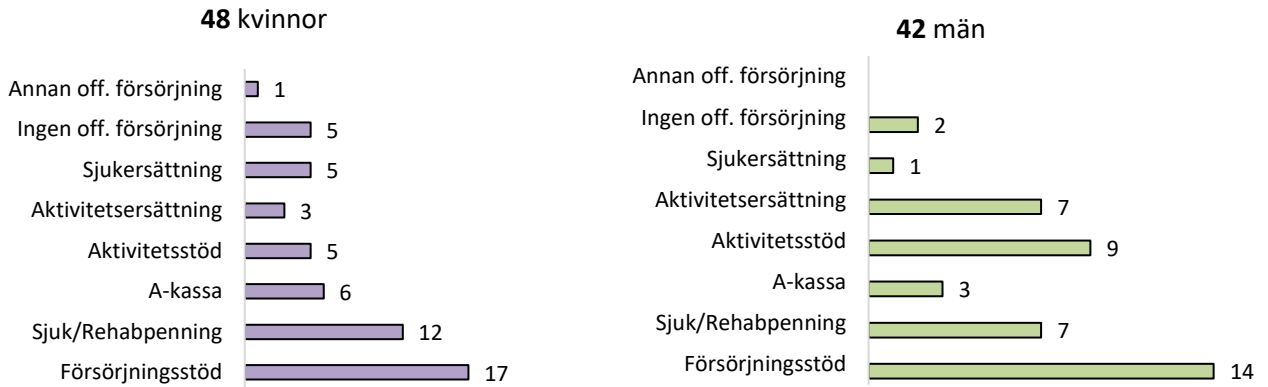 48 kvinnor
Annan off. försörjning 1
Ingen off. försörjning 5
Sjukersättning 5
Aktivitetsersättning 3
Aktivitetsstöd 5
A-kassa 6
Sjuk/Rehabpenning 12
Försörjningsstöd 17
42 män
Annan off. försörjning
Ingen off. försörjning 2
Sjukersättning 1
Aktivitetsersättning 7
Aktivitetsstöd 9
A-kassa 3
Sjuk/Rehabpenning 7
Försörjningsstöd 14